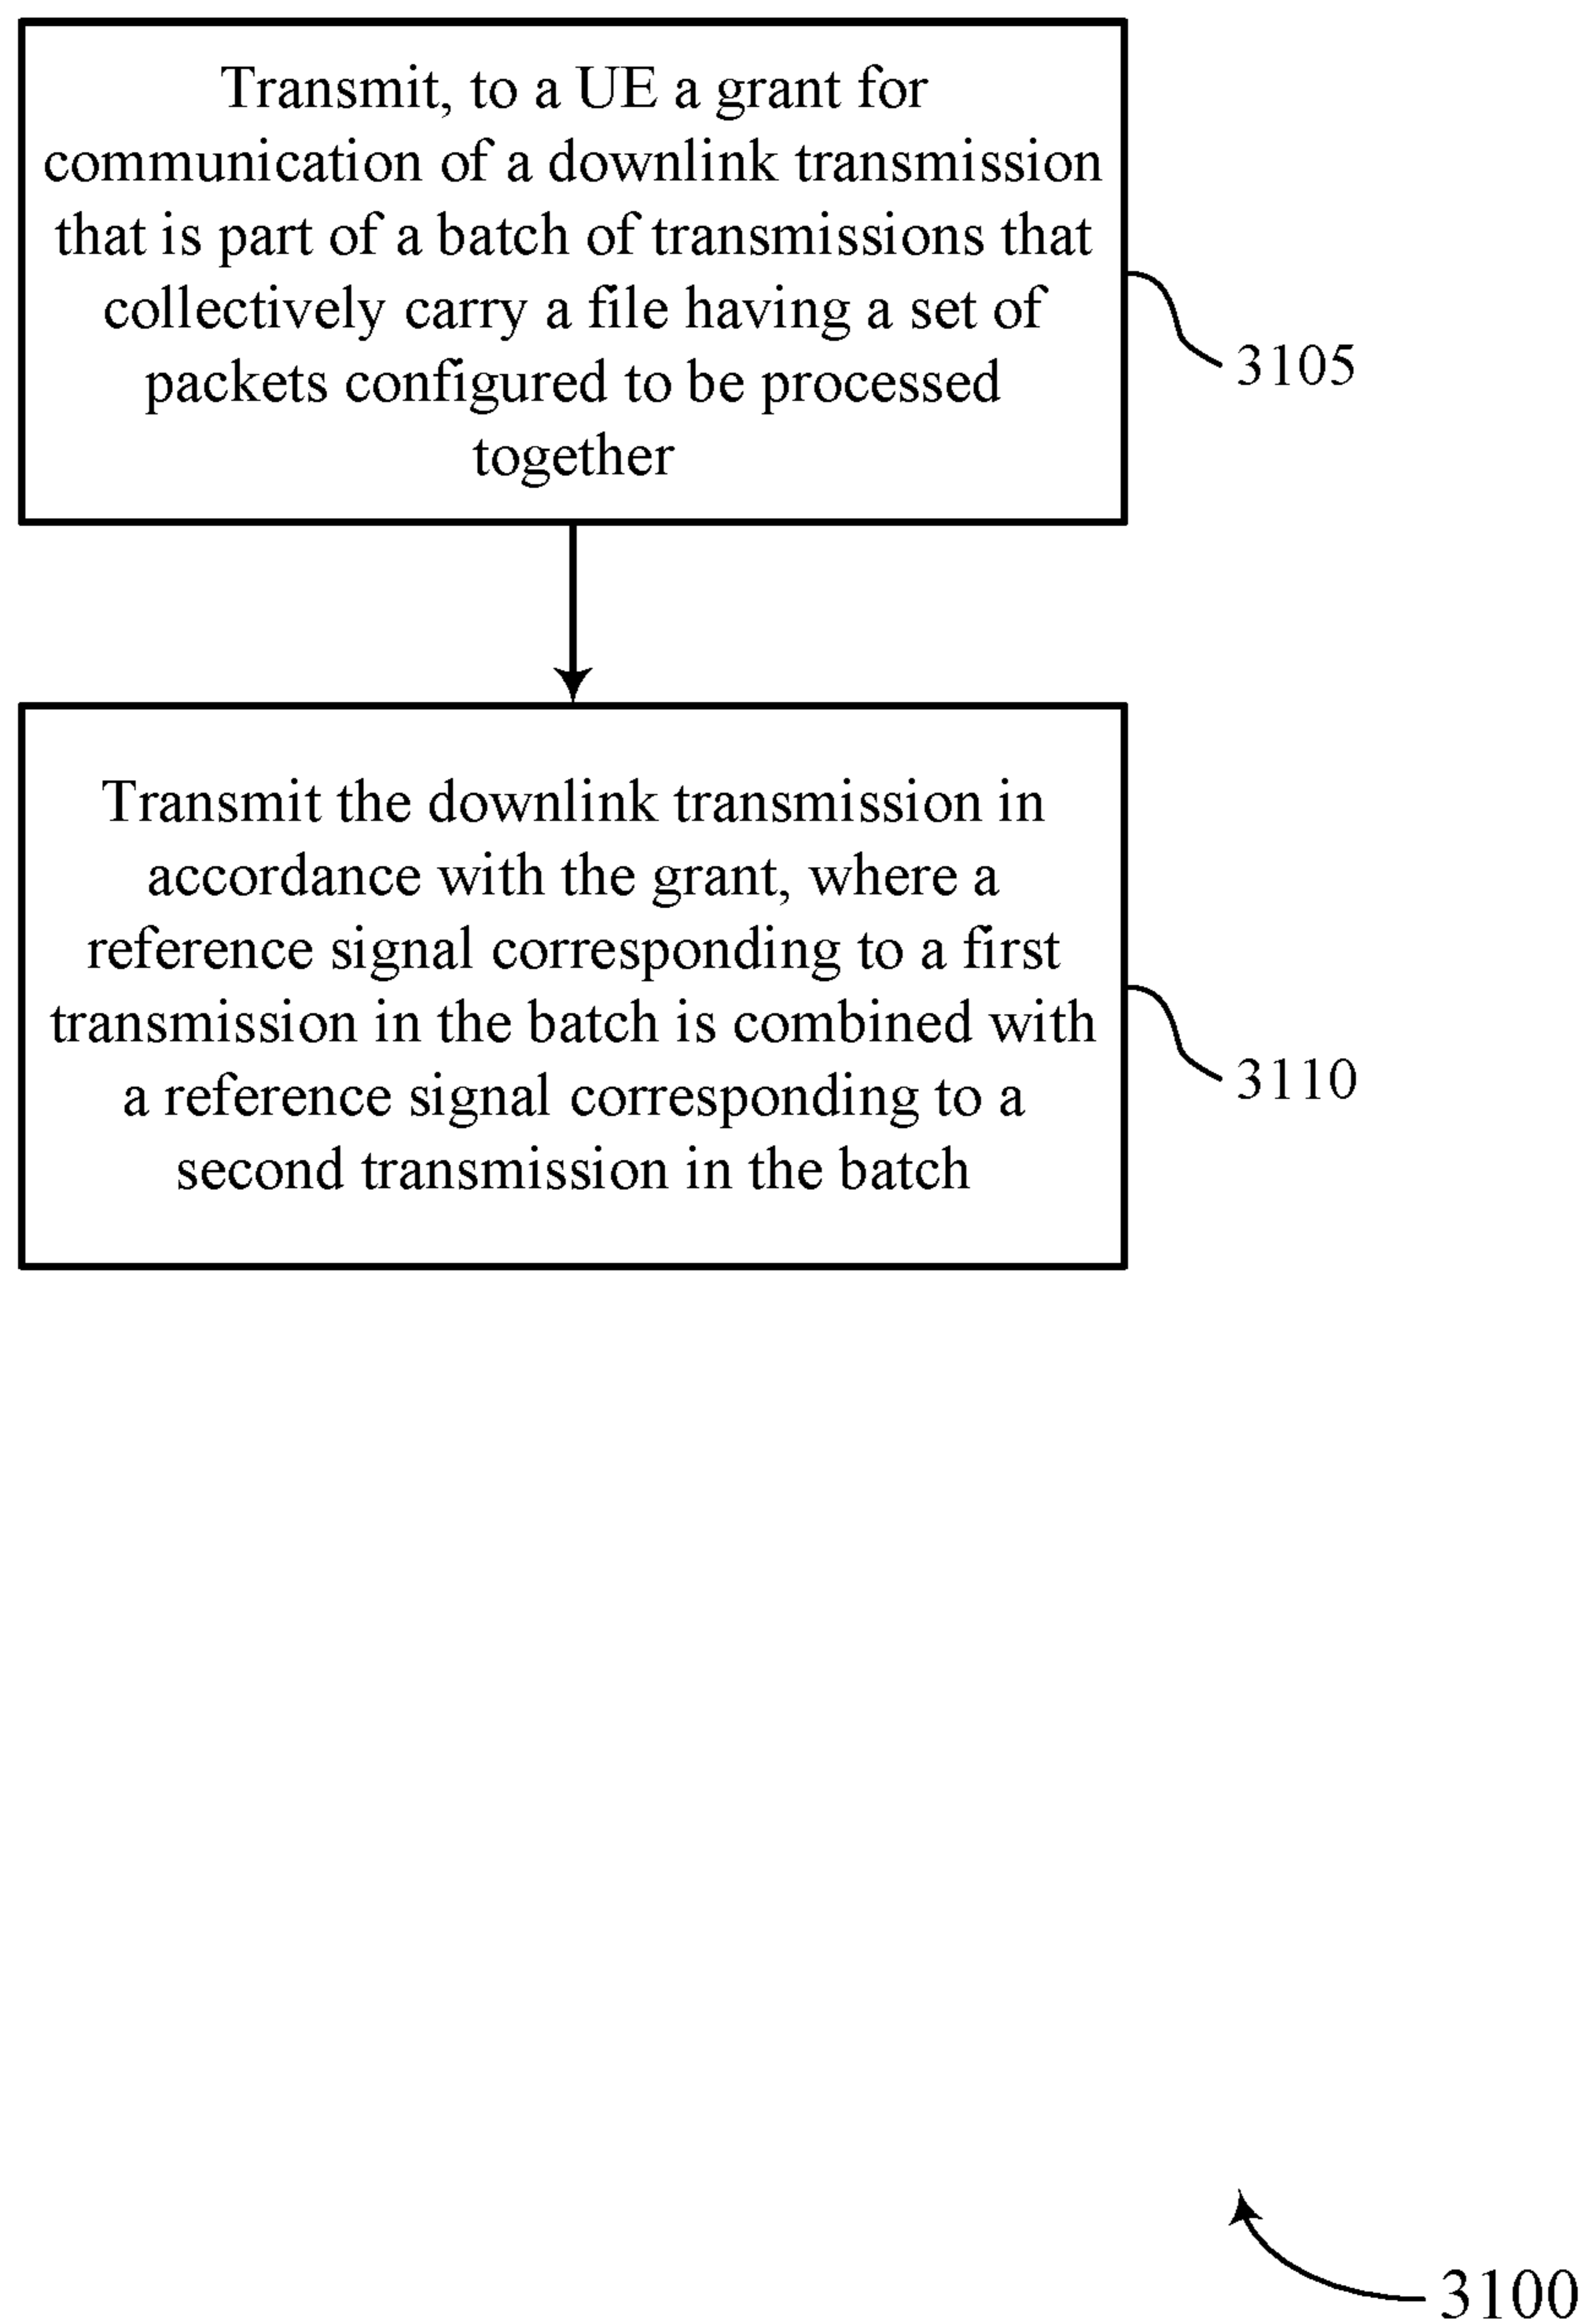 Transmit, to a UE a grant for
communication of a downlink transmission
that is part of a batch of transmissions that
collectively carry a file having a set of
packets configured to be processed
together
3105
Transmit the downlink transmission in
accordance with the grant, where a
reference signal corresponding to a first
transmission in the batch is combined with
a reference signal corresponding to a
second transmission in the batch
3110
3100